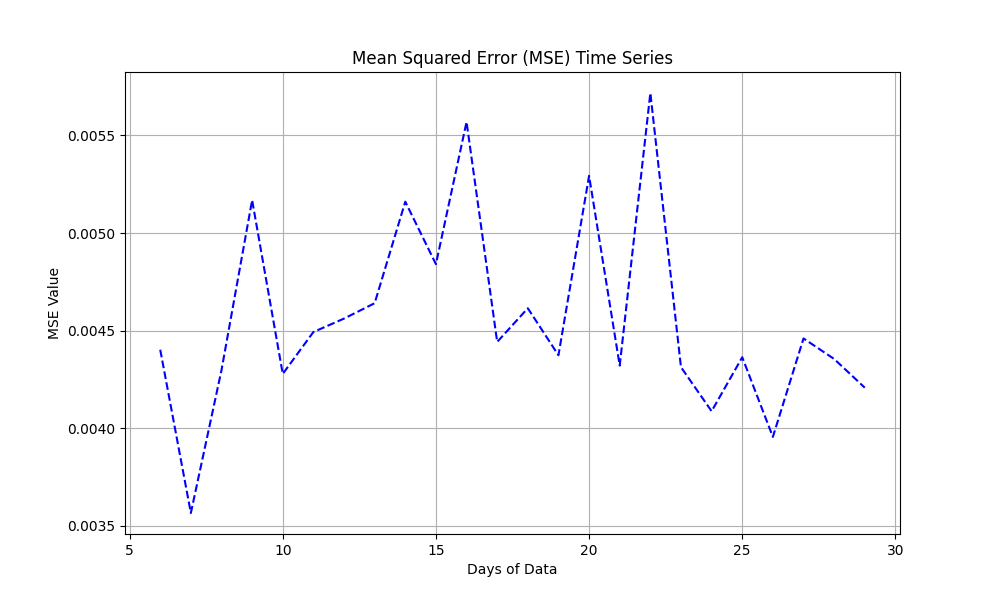 Mean Squared Error (MSE) Time Series
MSE Value
0.0055
0.0050
0.0045
0.0040
0.0035
5 10 15 20 25 30
Days of Data